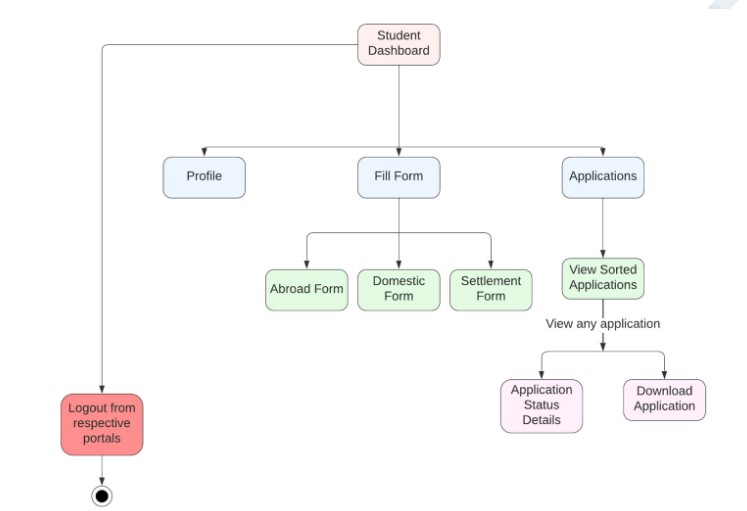 Student
Dashboard
Profile
Fill Form
Applications
Abroad Form
Domestic
Form
Settlement
Form
View Sorted
Applications
View any application
Application
Status
Details
Download
Application
Logout from
respective
portals